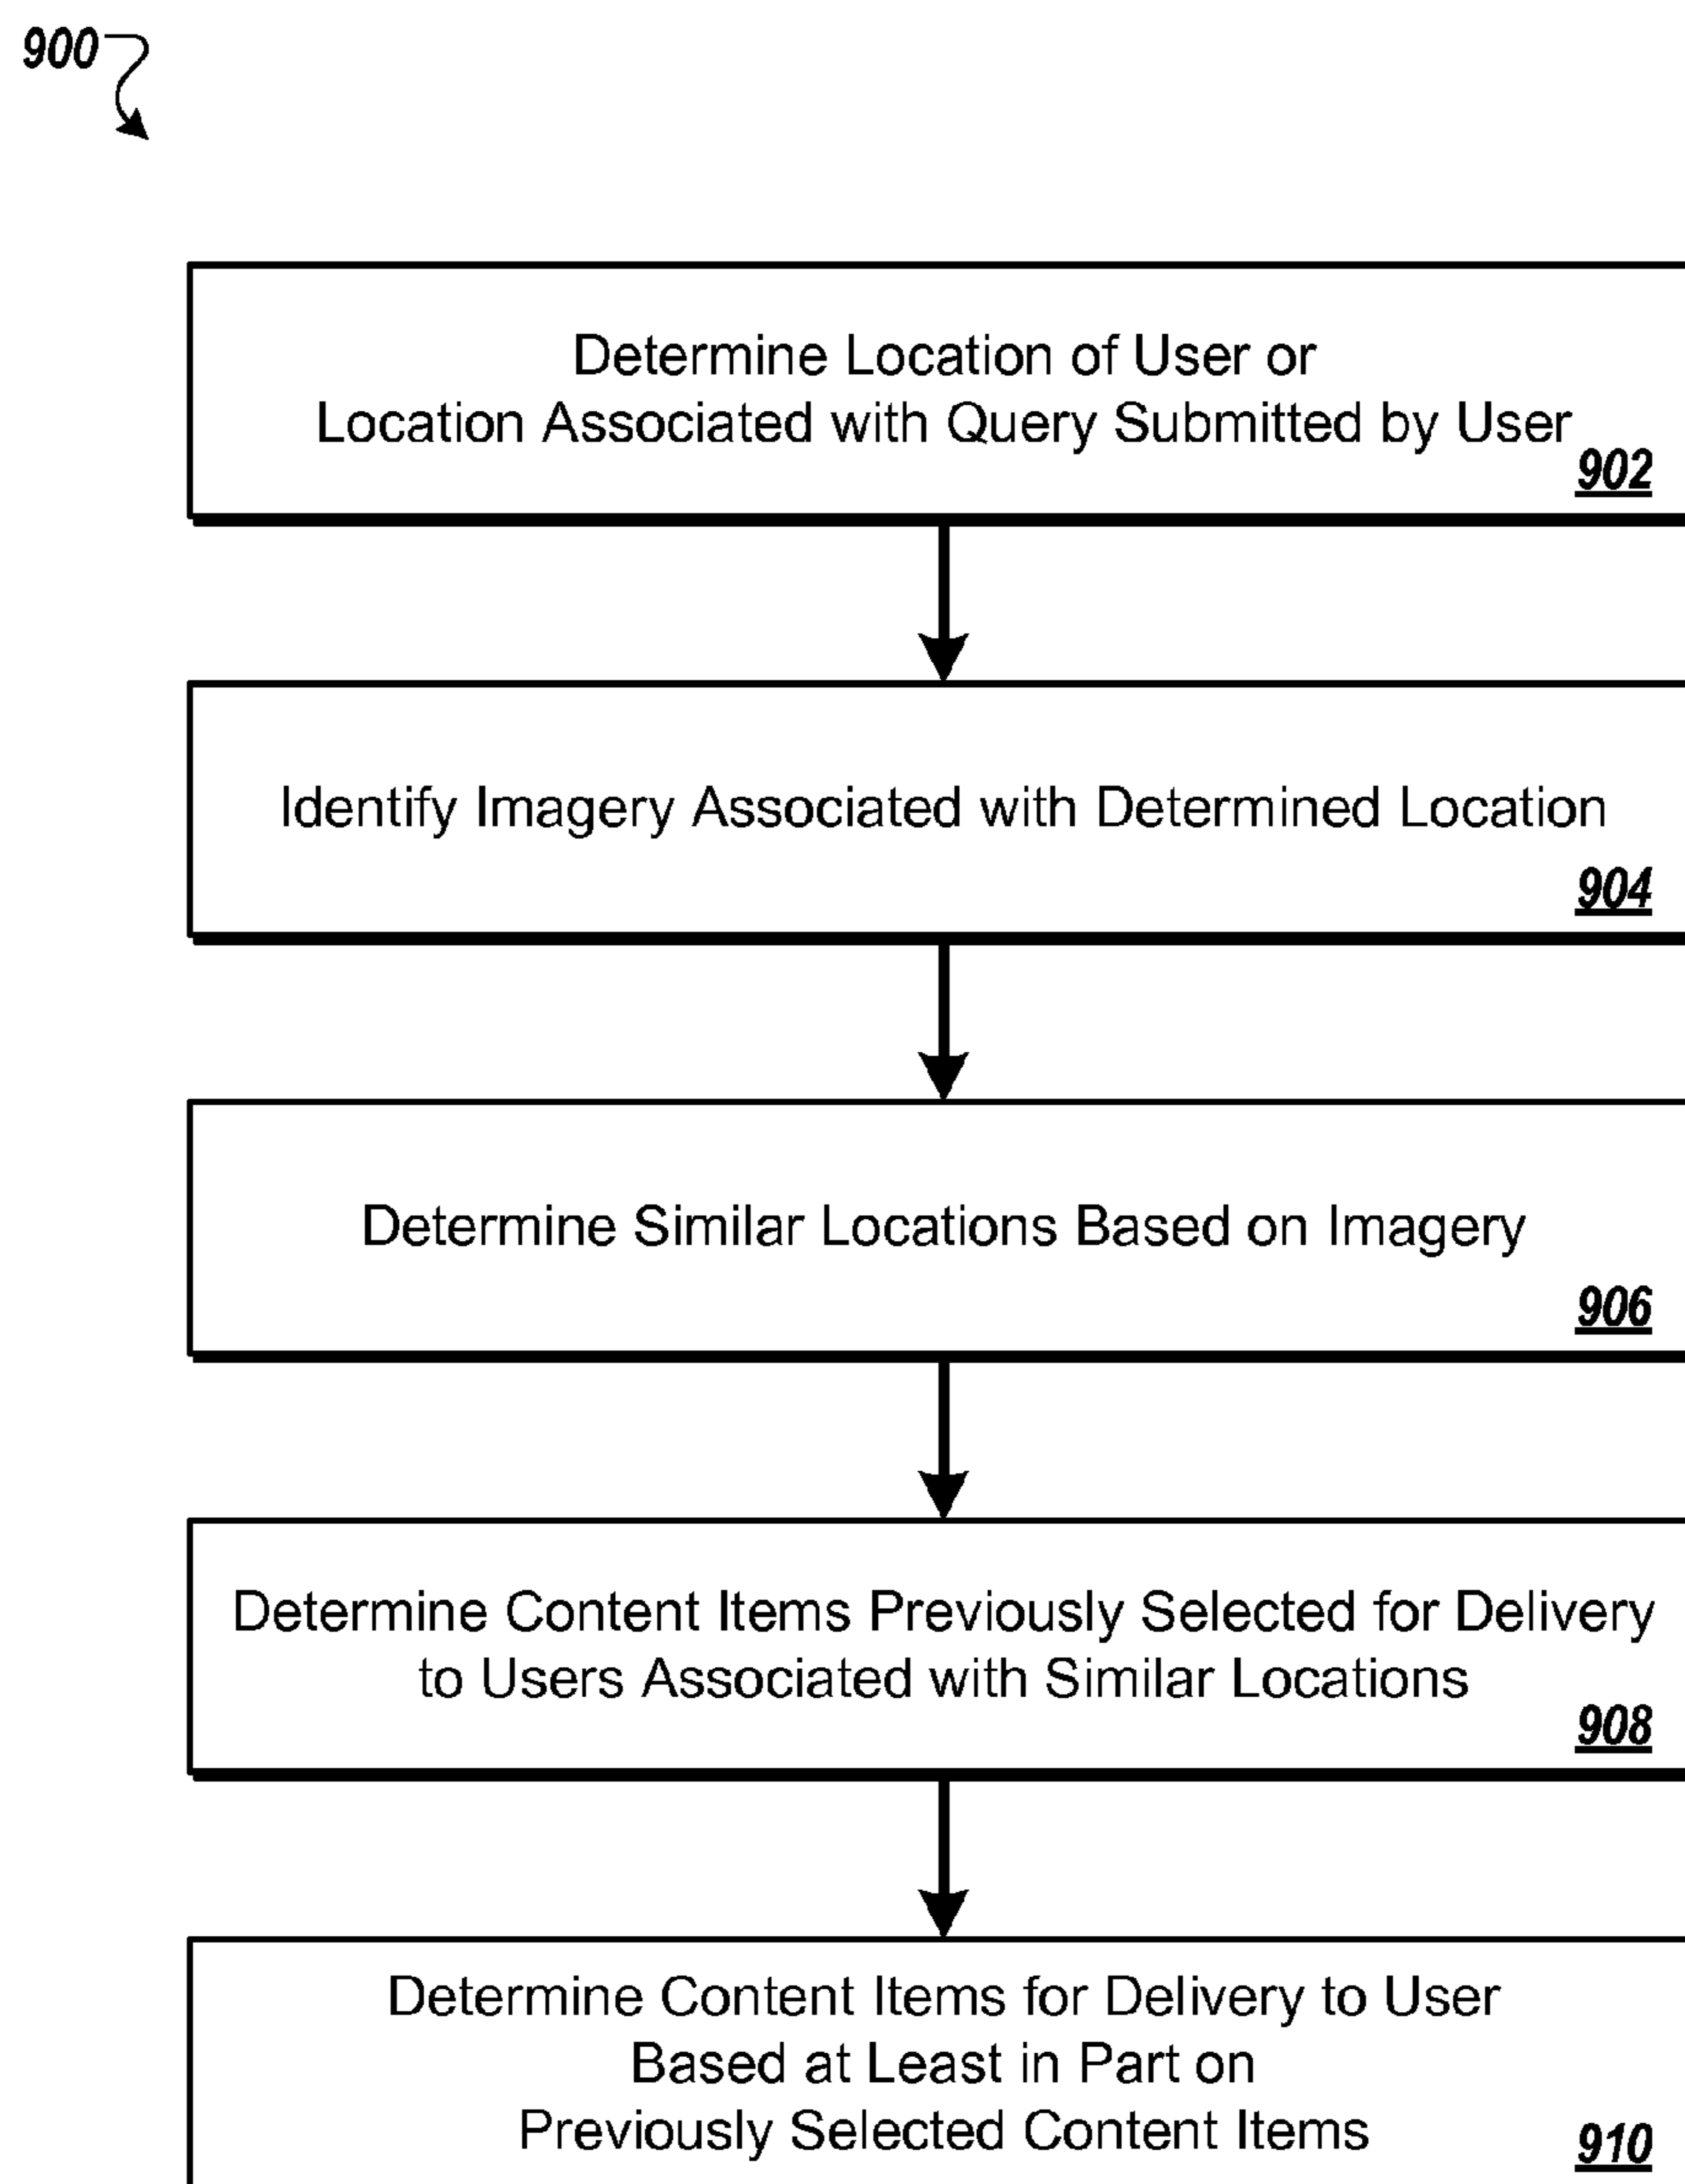 900
Determine Location of User or
Location Associated with Query Submitted by User
902
Identify Imagery Associated with Determined Location
904
Determine Similar Locations Based on Imagery
906
Determine Content Items Previously Selected for Delivery
to Users Associated with Similar Locations
908
Determine Content Items for Delivery to User
Based at Least in Part on
Previously Selected Content Items
910